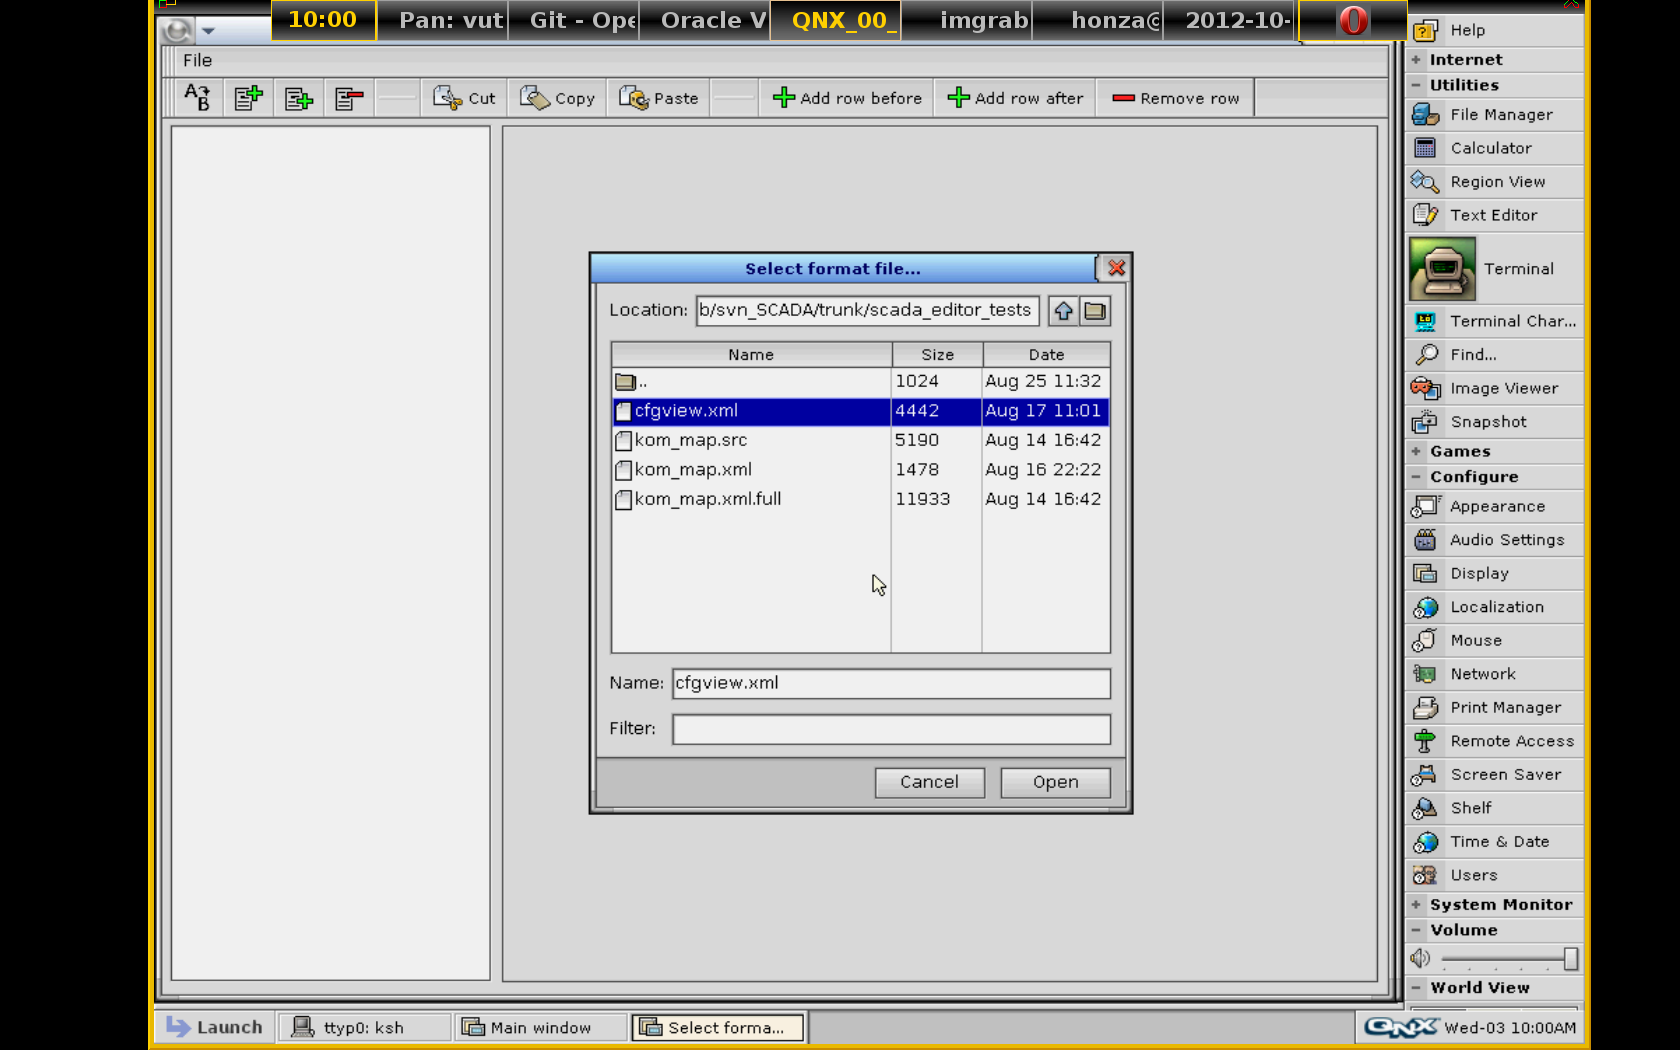 10:00 Pan: vut Git - Ope Oracle V QNX_00_ imgrab honza@ 2012-10-
File
Cut Copy Paste Add row before Add row after Remove row
Select format file...
Location: b/svn_SCADA/trunk/scada_editor_tests
Name Size Date
.. 1024 Aug 25 11:32
cfgview.xml 4442 Aug 17 11:01
kom_map.src 5190 Aug 14 16:42
kom_map.xml 1478 Aug 16 22:22
kom_map.xml.full 11933 Aug 14 16:42
Name: cfgview.xml
Filter:
Cancel Open
Help
Internet
Utilities
File Manager
Calculator
Region View
Text Editor
Terminal
Terminal Char...
Find...
Image Viewer
Snapshot
Games
Configure
Appearance
Audio Settings
Display
Localization
Mouse
Network
Print Manager
Remote Access
Screen Saver
Shelf
Time & Date
Users
System Monitor
Volume
World View
Launch ttyp0: ksh Main window Select forma... QNX Wed-03 10:00AM